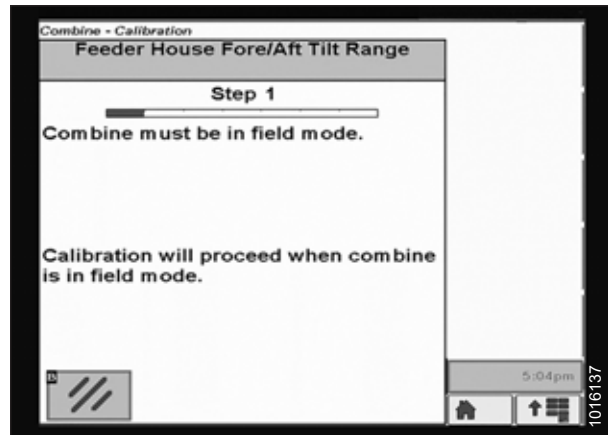 Combine - Calibration
Feeder House Fore/Aft Tilt Range
Step 1
Combine must be in field mode.
Calibration will proceed when combine
is in field mode.
5:04pm
1016137